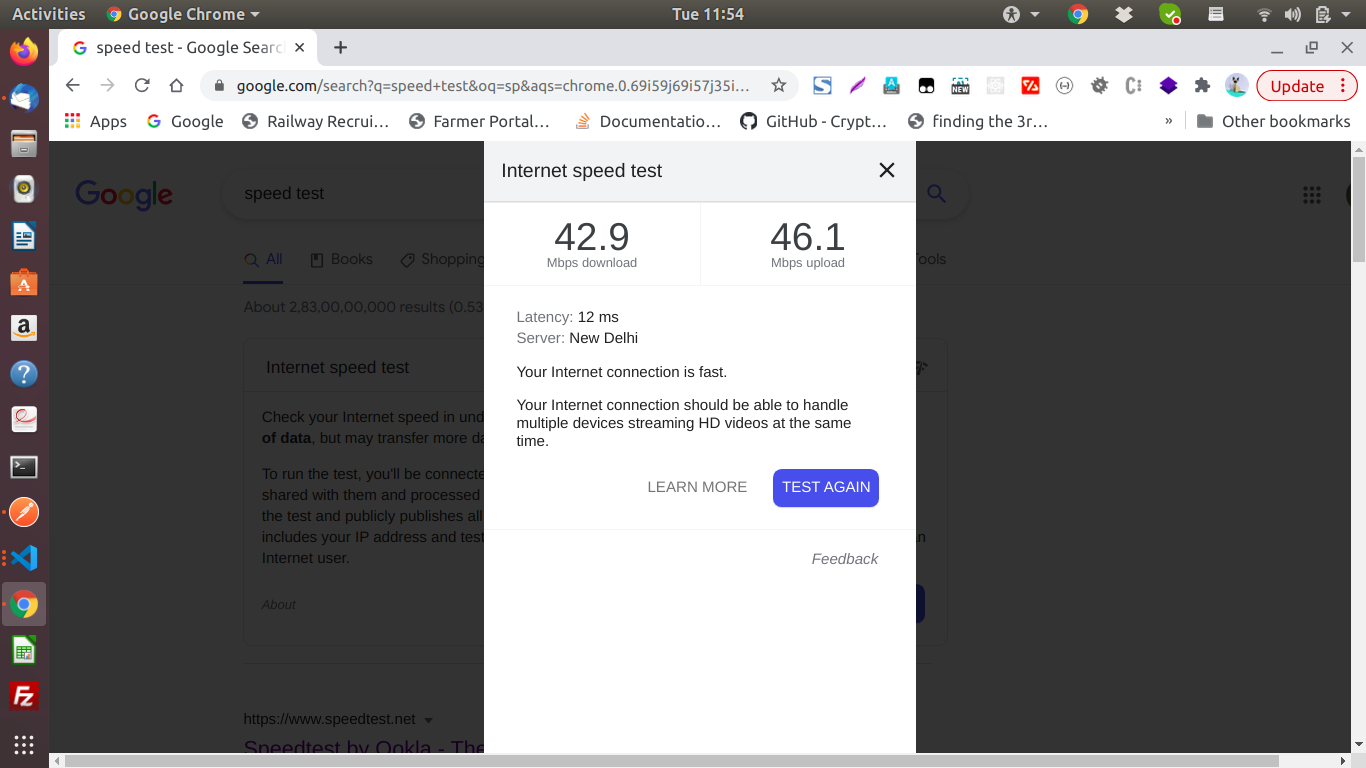 Activities Google Chrome Tue 11:54
speed test - Google Searc
google.com/search?q=speed+test&oq=sp&aqs=chrome.0.69i59j69i57j35i... Update
Apps Google Railway Recrui... Farmer Portal... Documentatio... GitHub - Crypt... finding the 3r... » Other bookmarks
Internet speed test
Google speed test
42.9 46.1
Mbps download Mbps upload
All Books Shopping Tools
About 2,83,00,00,000 results (0.53
Latency: 12 ms
Server: New Delhi
Internet speed test
Your Internet connection is fast.
Your Internet connection should be able to handle
multiple devices streaming HD videos at the same
time.
Check your Internet speed in und
of data, but may transfer more da
To run the test, you'll be connecte
shared with them and processed
the test and publicly publishes all
includes your IP address and test an
Internet user.
LEARN MORE TEST AGAIN
Feedback
About
https://www.speedtest.net
Speedtest by Ookla - The